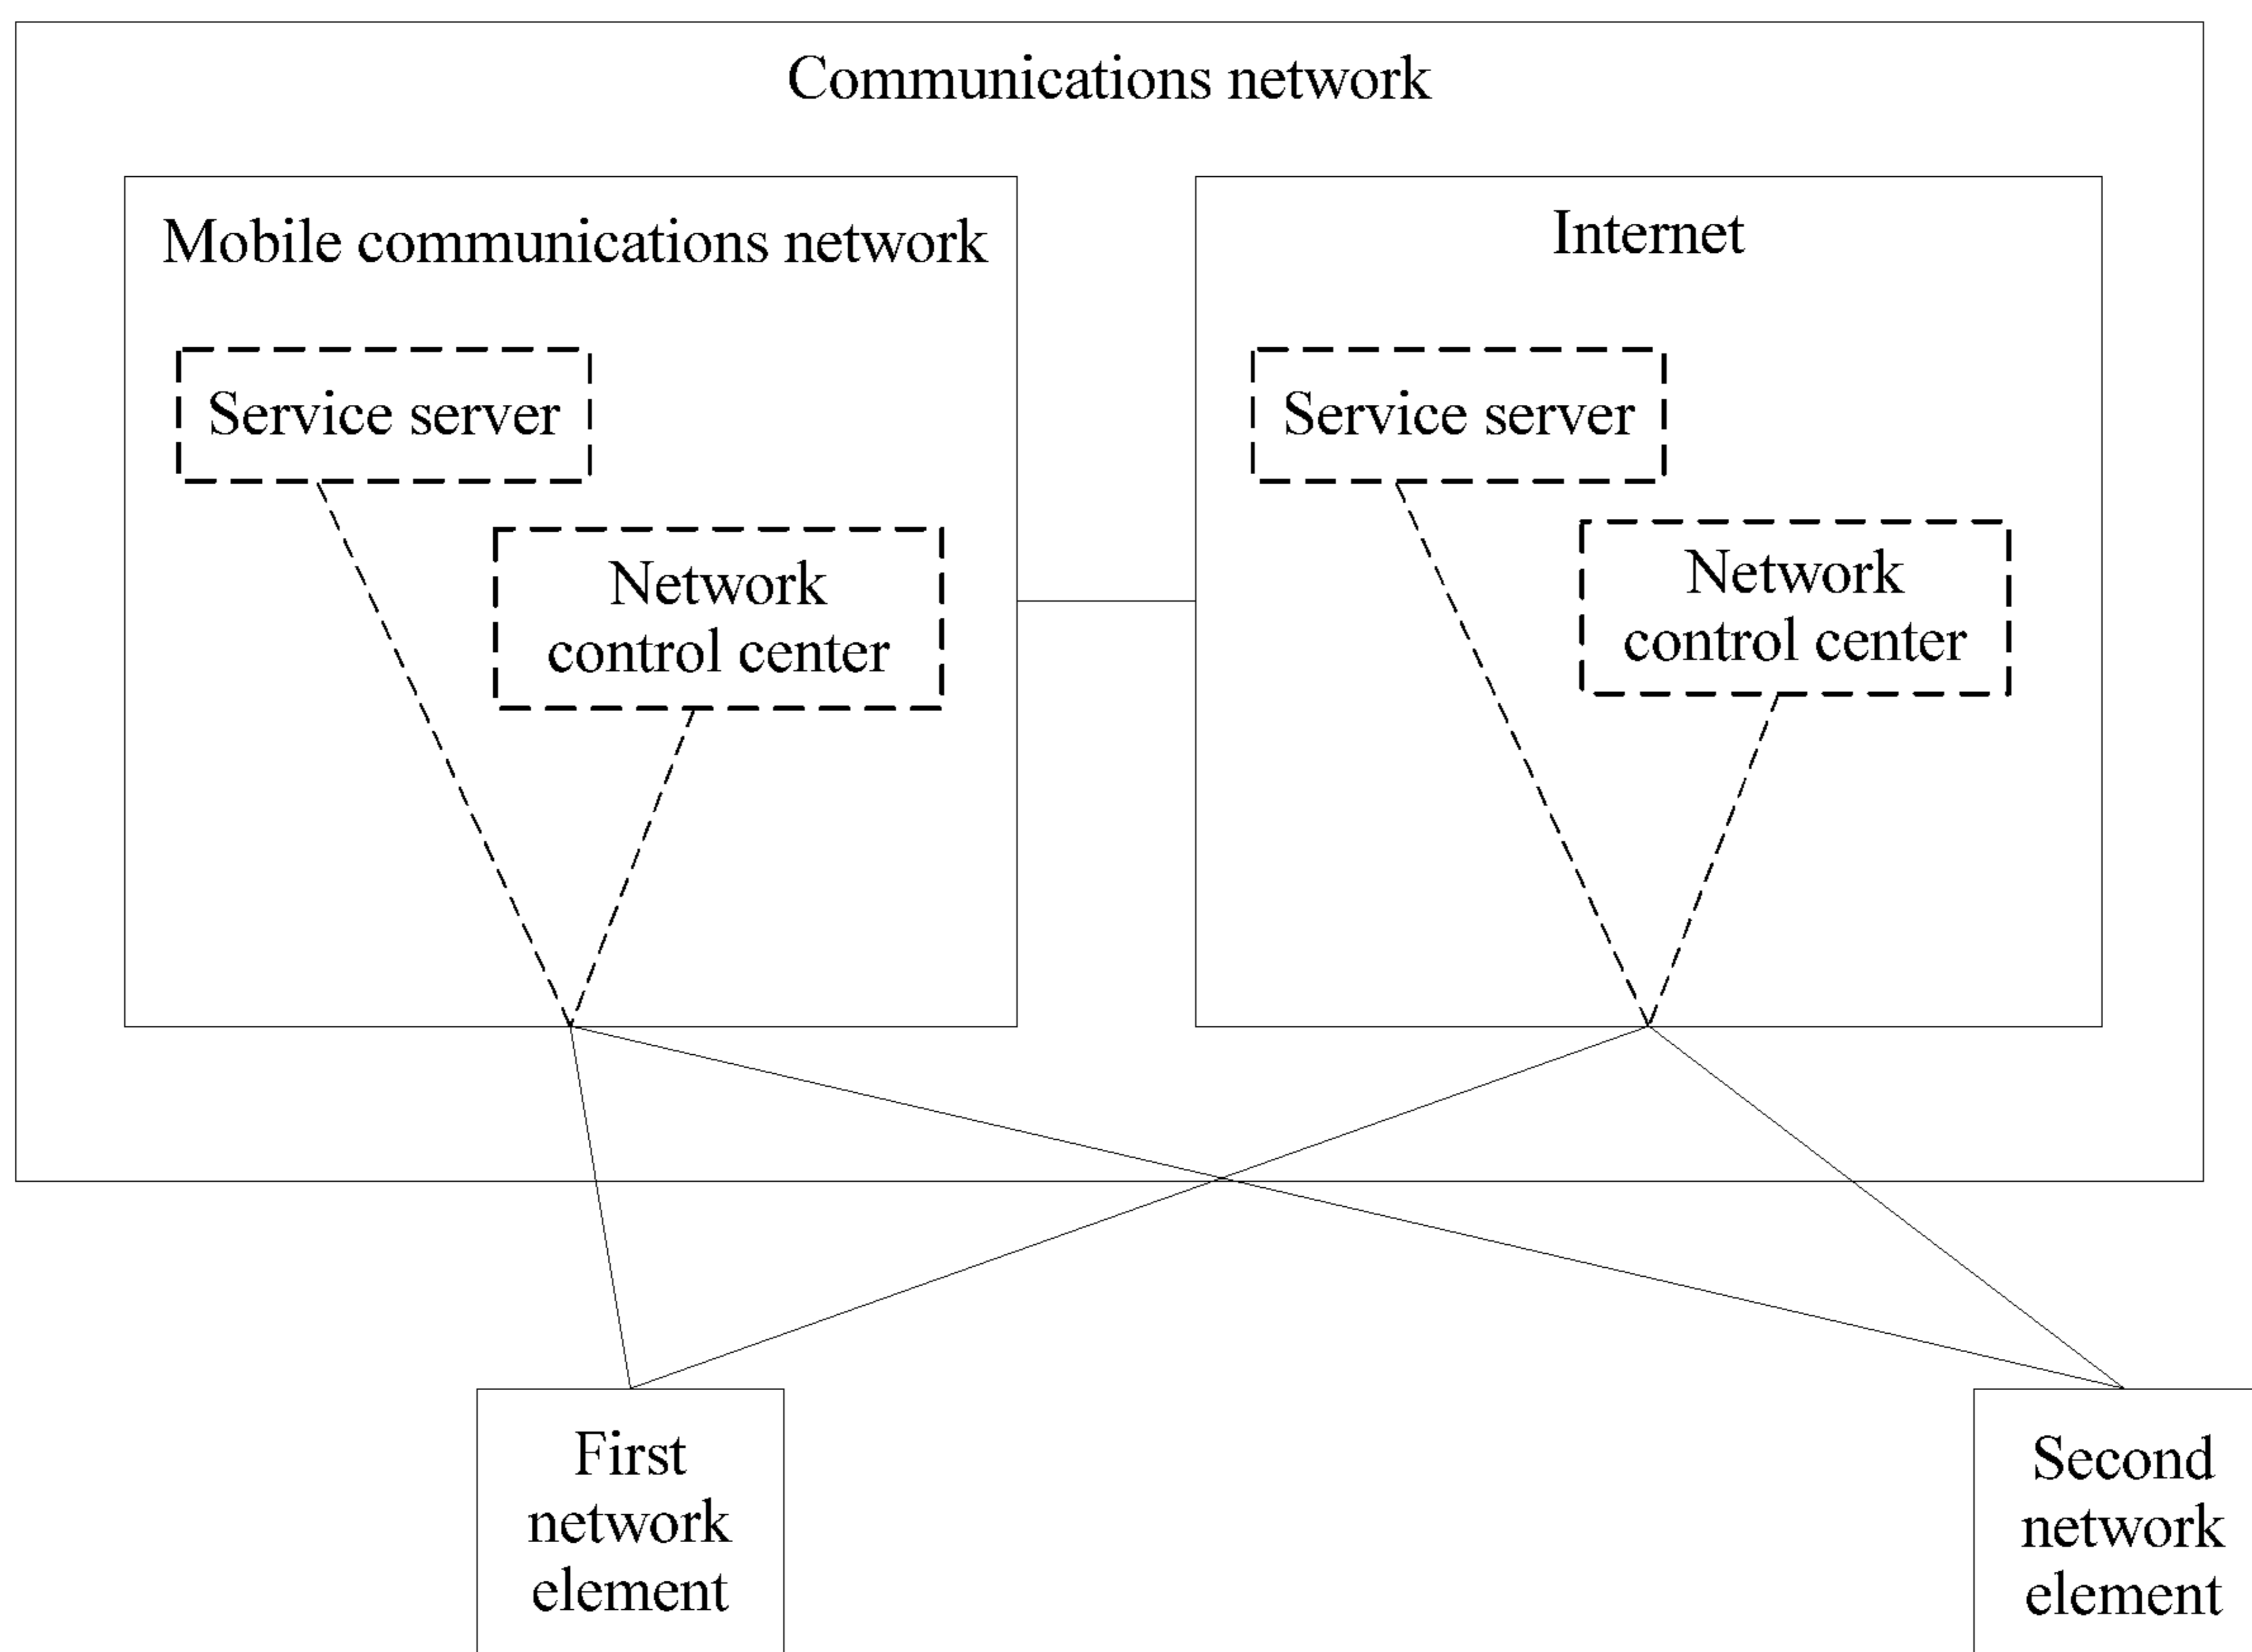 Communications network
Mobile communications network
Service server
Network
control center
Internet
Service server
Network
control center
First
network
element
Second
network
element